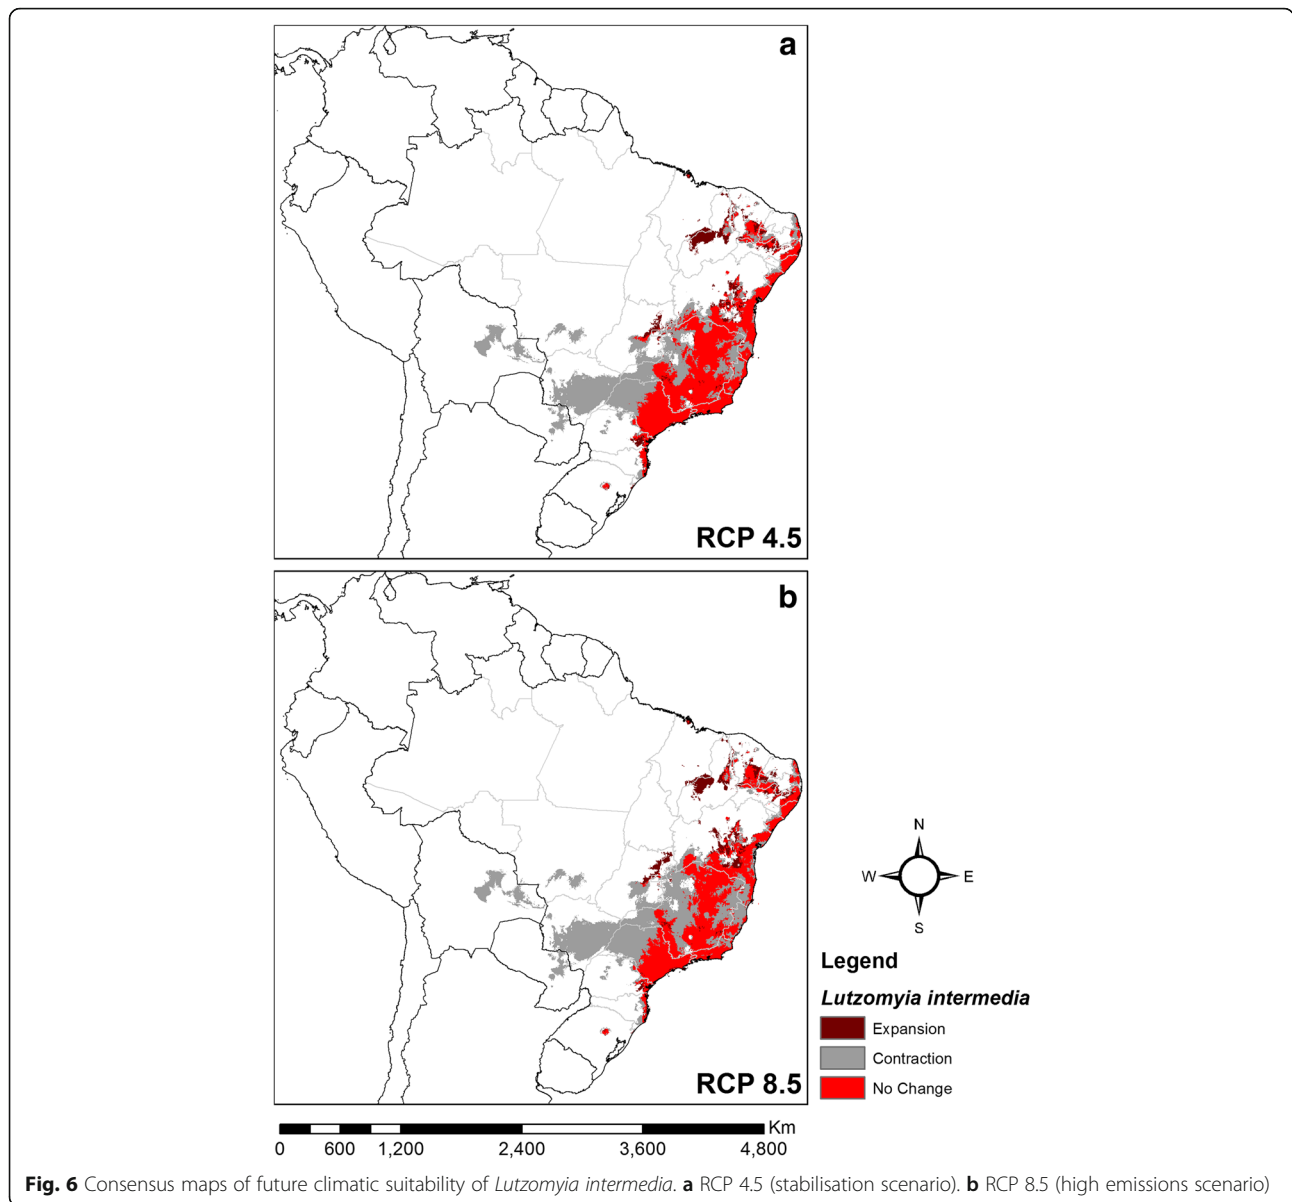 a
RCP 4.5
b
RCP 8.5
N
W E
S
Legend
Lutzomyia intermedia
Expansion
Contraction
No Change
Km
0 600 1,200 2,400 3,600 4,800
Fig. 6 Consensus maps of future climatic suitability of Lutzomyia intermedia. a RCP 4.5 (stabilisation scenario). b RCP 8.5 (high emissions scenario)